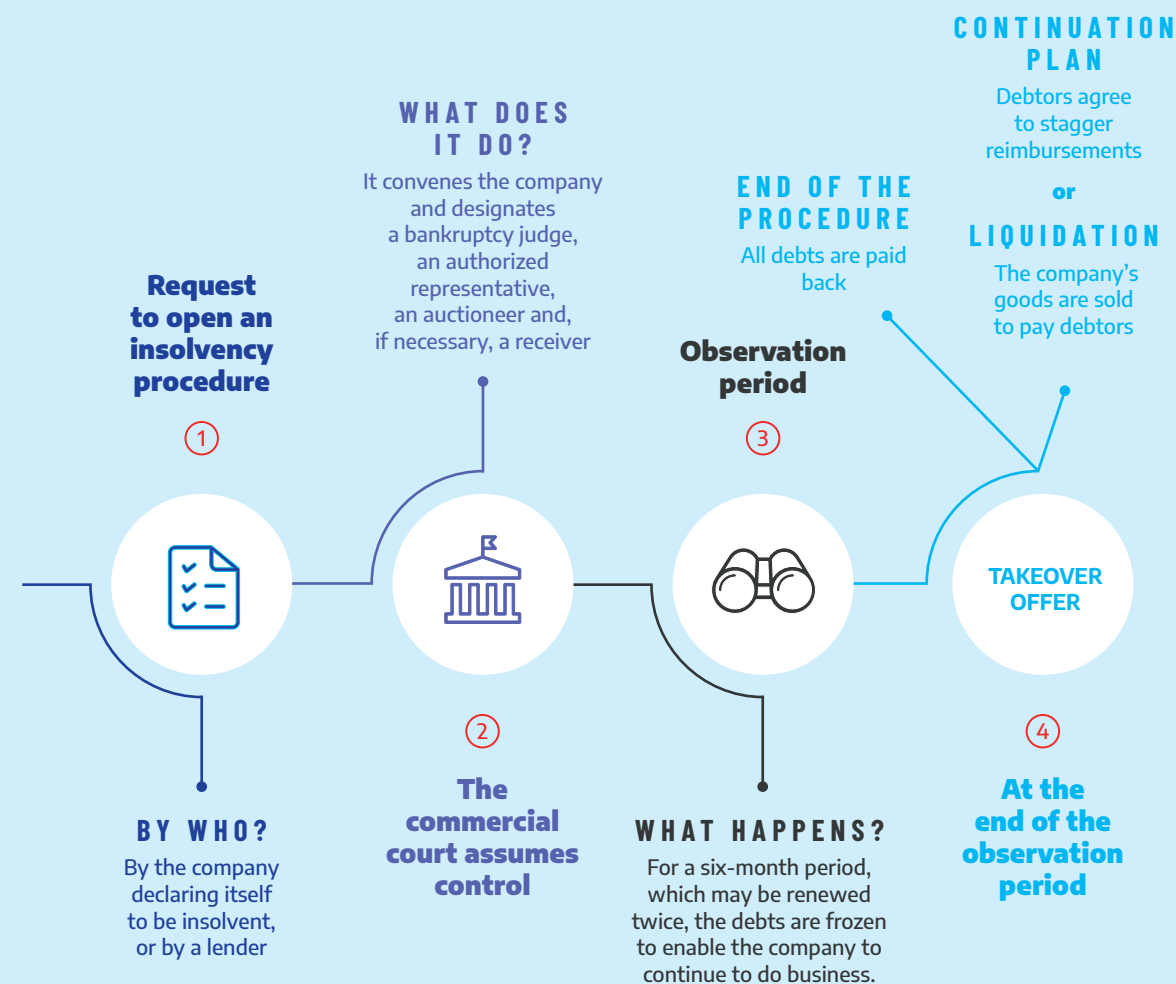 Request
to open an
insolvency
procedure
1
BY WHO?
By the company
declaring itself
to be insolvent,
or by a lender
WHAT DOES
IT DO?
It convenes the company
and designates
a bankruptcy judge,
an authorized
representative,
an auctioneer and,
if necessary, a receiver
2
The
commercial
court assumes
control
Observation
period
3
WHAT HAPPENS?
For a six-month period,
which may be renewed
twice, the debts are frozen
to enable the company to
continue to do business.
END OF THE
PROCEDURE
All debts are paid
back
CONTINUATION
PLAN
Debtors agree
to stagger
reimbursements
or
LIQUIDATION
The company’s
goods are sold
to pay debtors
TAKEOVER
OFFER
4
At the
end of the
observation
period